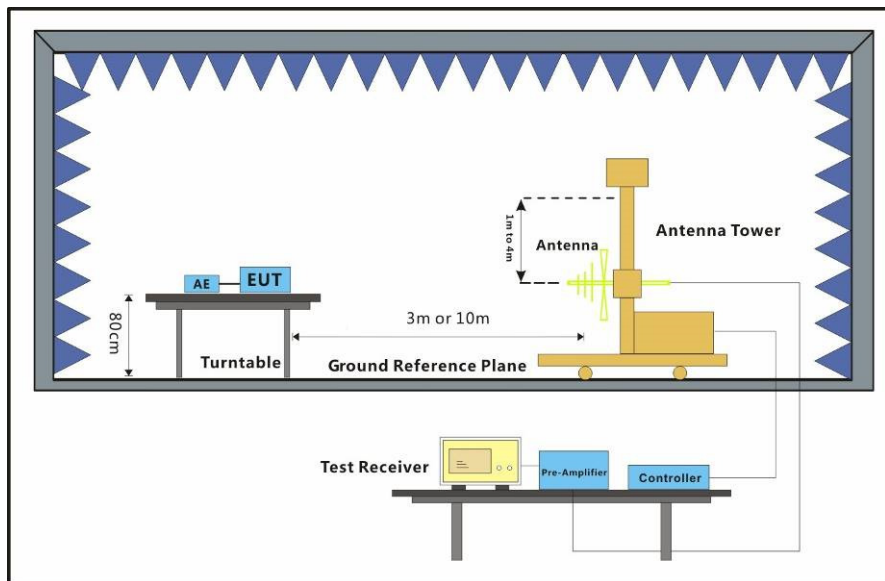 1m to 4m
Antenna
Antenna Tower
AE
EUT
80cm
3m or 10m
Turntable
Ground Reference Plane
Test Receiver
Pre-Amplifier
Controller